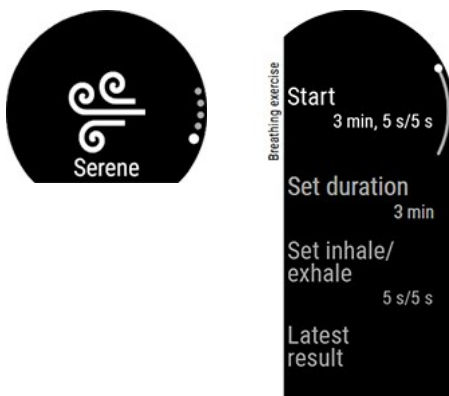 Serene
Breathing exercise
Start
3 min, 5 s/5 s
Set duration
3 min
Set inhale/
exhale
5 s/5 s
Latest
result